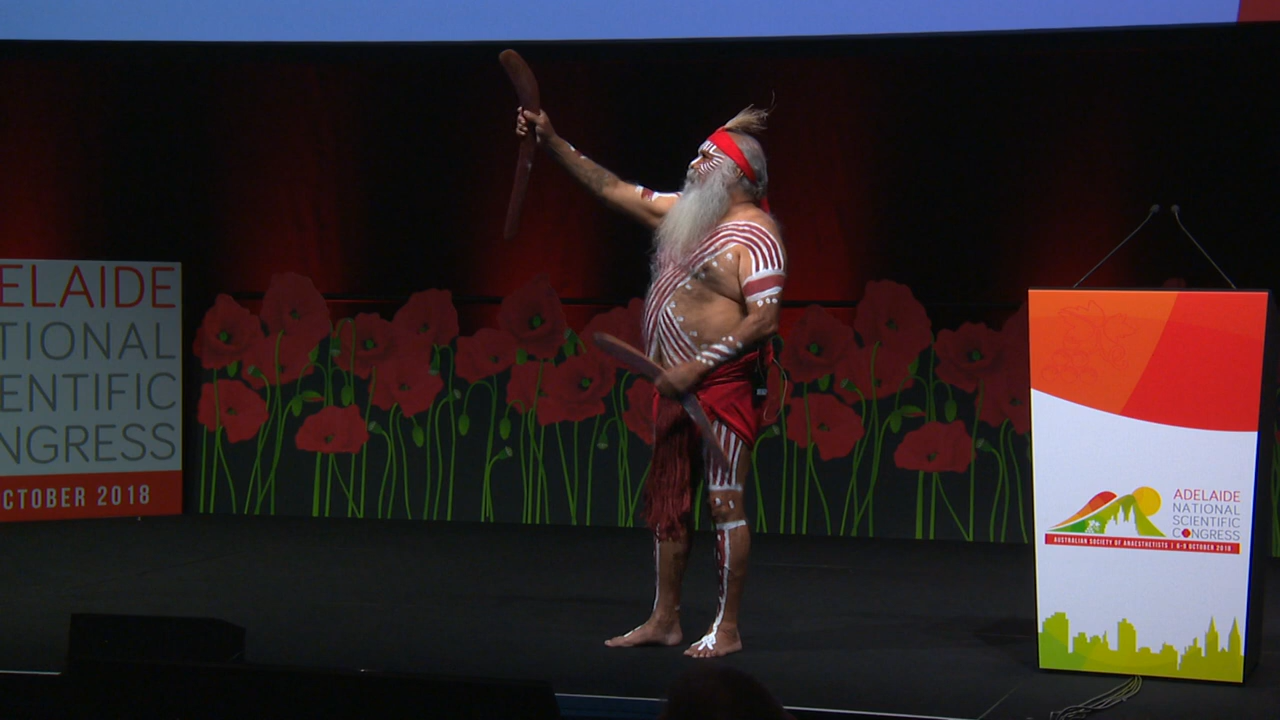 ELAIDE
TIONAL
ENTIFIC
NGRESS
CTOBER 2018
ADELAIDE
NATIONAL
SCIENTIFIC
CONGRESS
AUSTRALIAN SOCIETY OF ANAESTHETISTS | 6-9 OCTOBER 2018